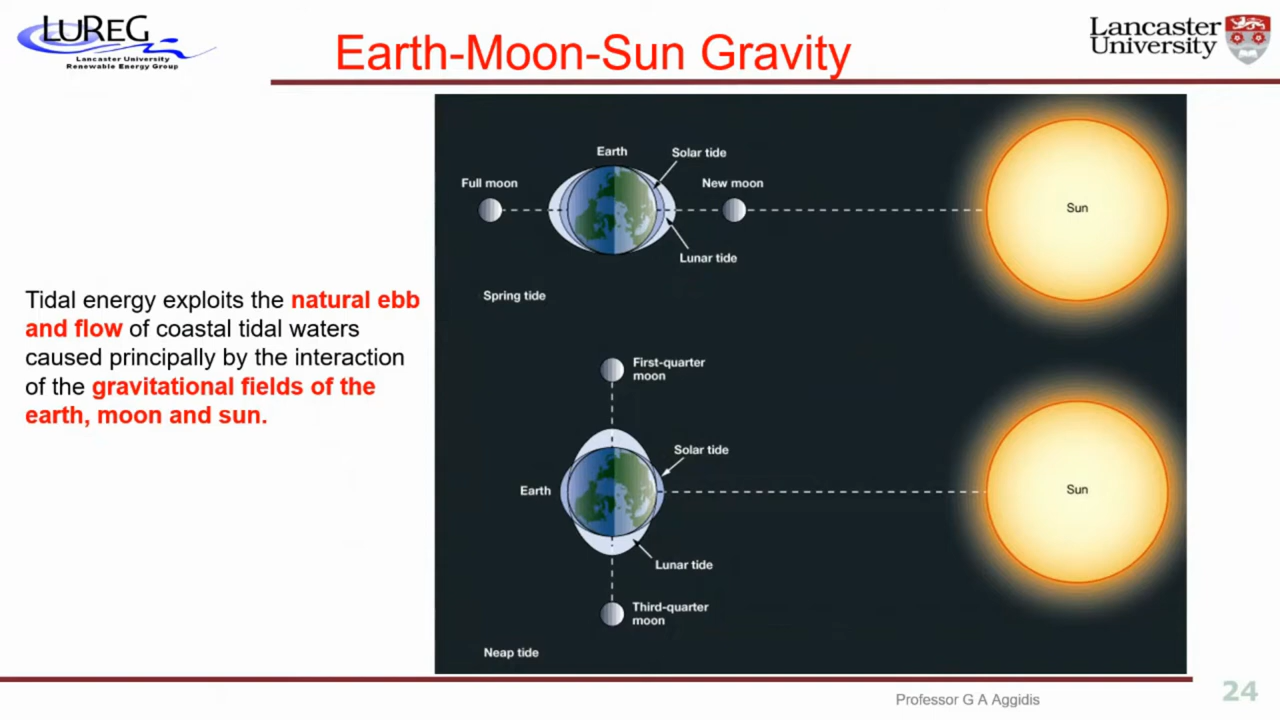 LUREG
Lancaster University
Renewable Energy Group
Earth-Moon-Sun Gravity
Lancaster
University
Tidal energy exploits the natural ebb
and flow of coastal tidal waters
caused principally by the interaction
of the gravitational fields of the
earth, moon and sun.
Earth
Solar tide
Full moon
New moon
Sun
Lunar tide
Spring tide
First-quarter
moon
Solar tide
Earth
Sun
Lunar tide
Third-quarter
moon
Neap tide
Professor G A Aggidis
24